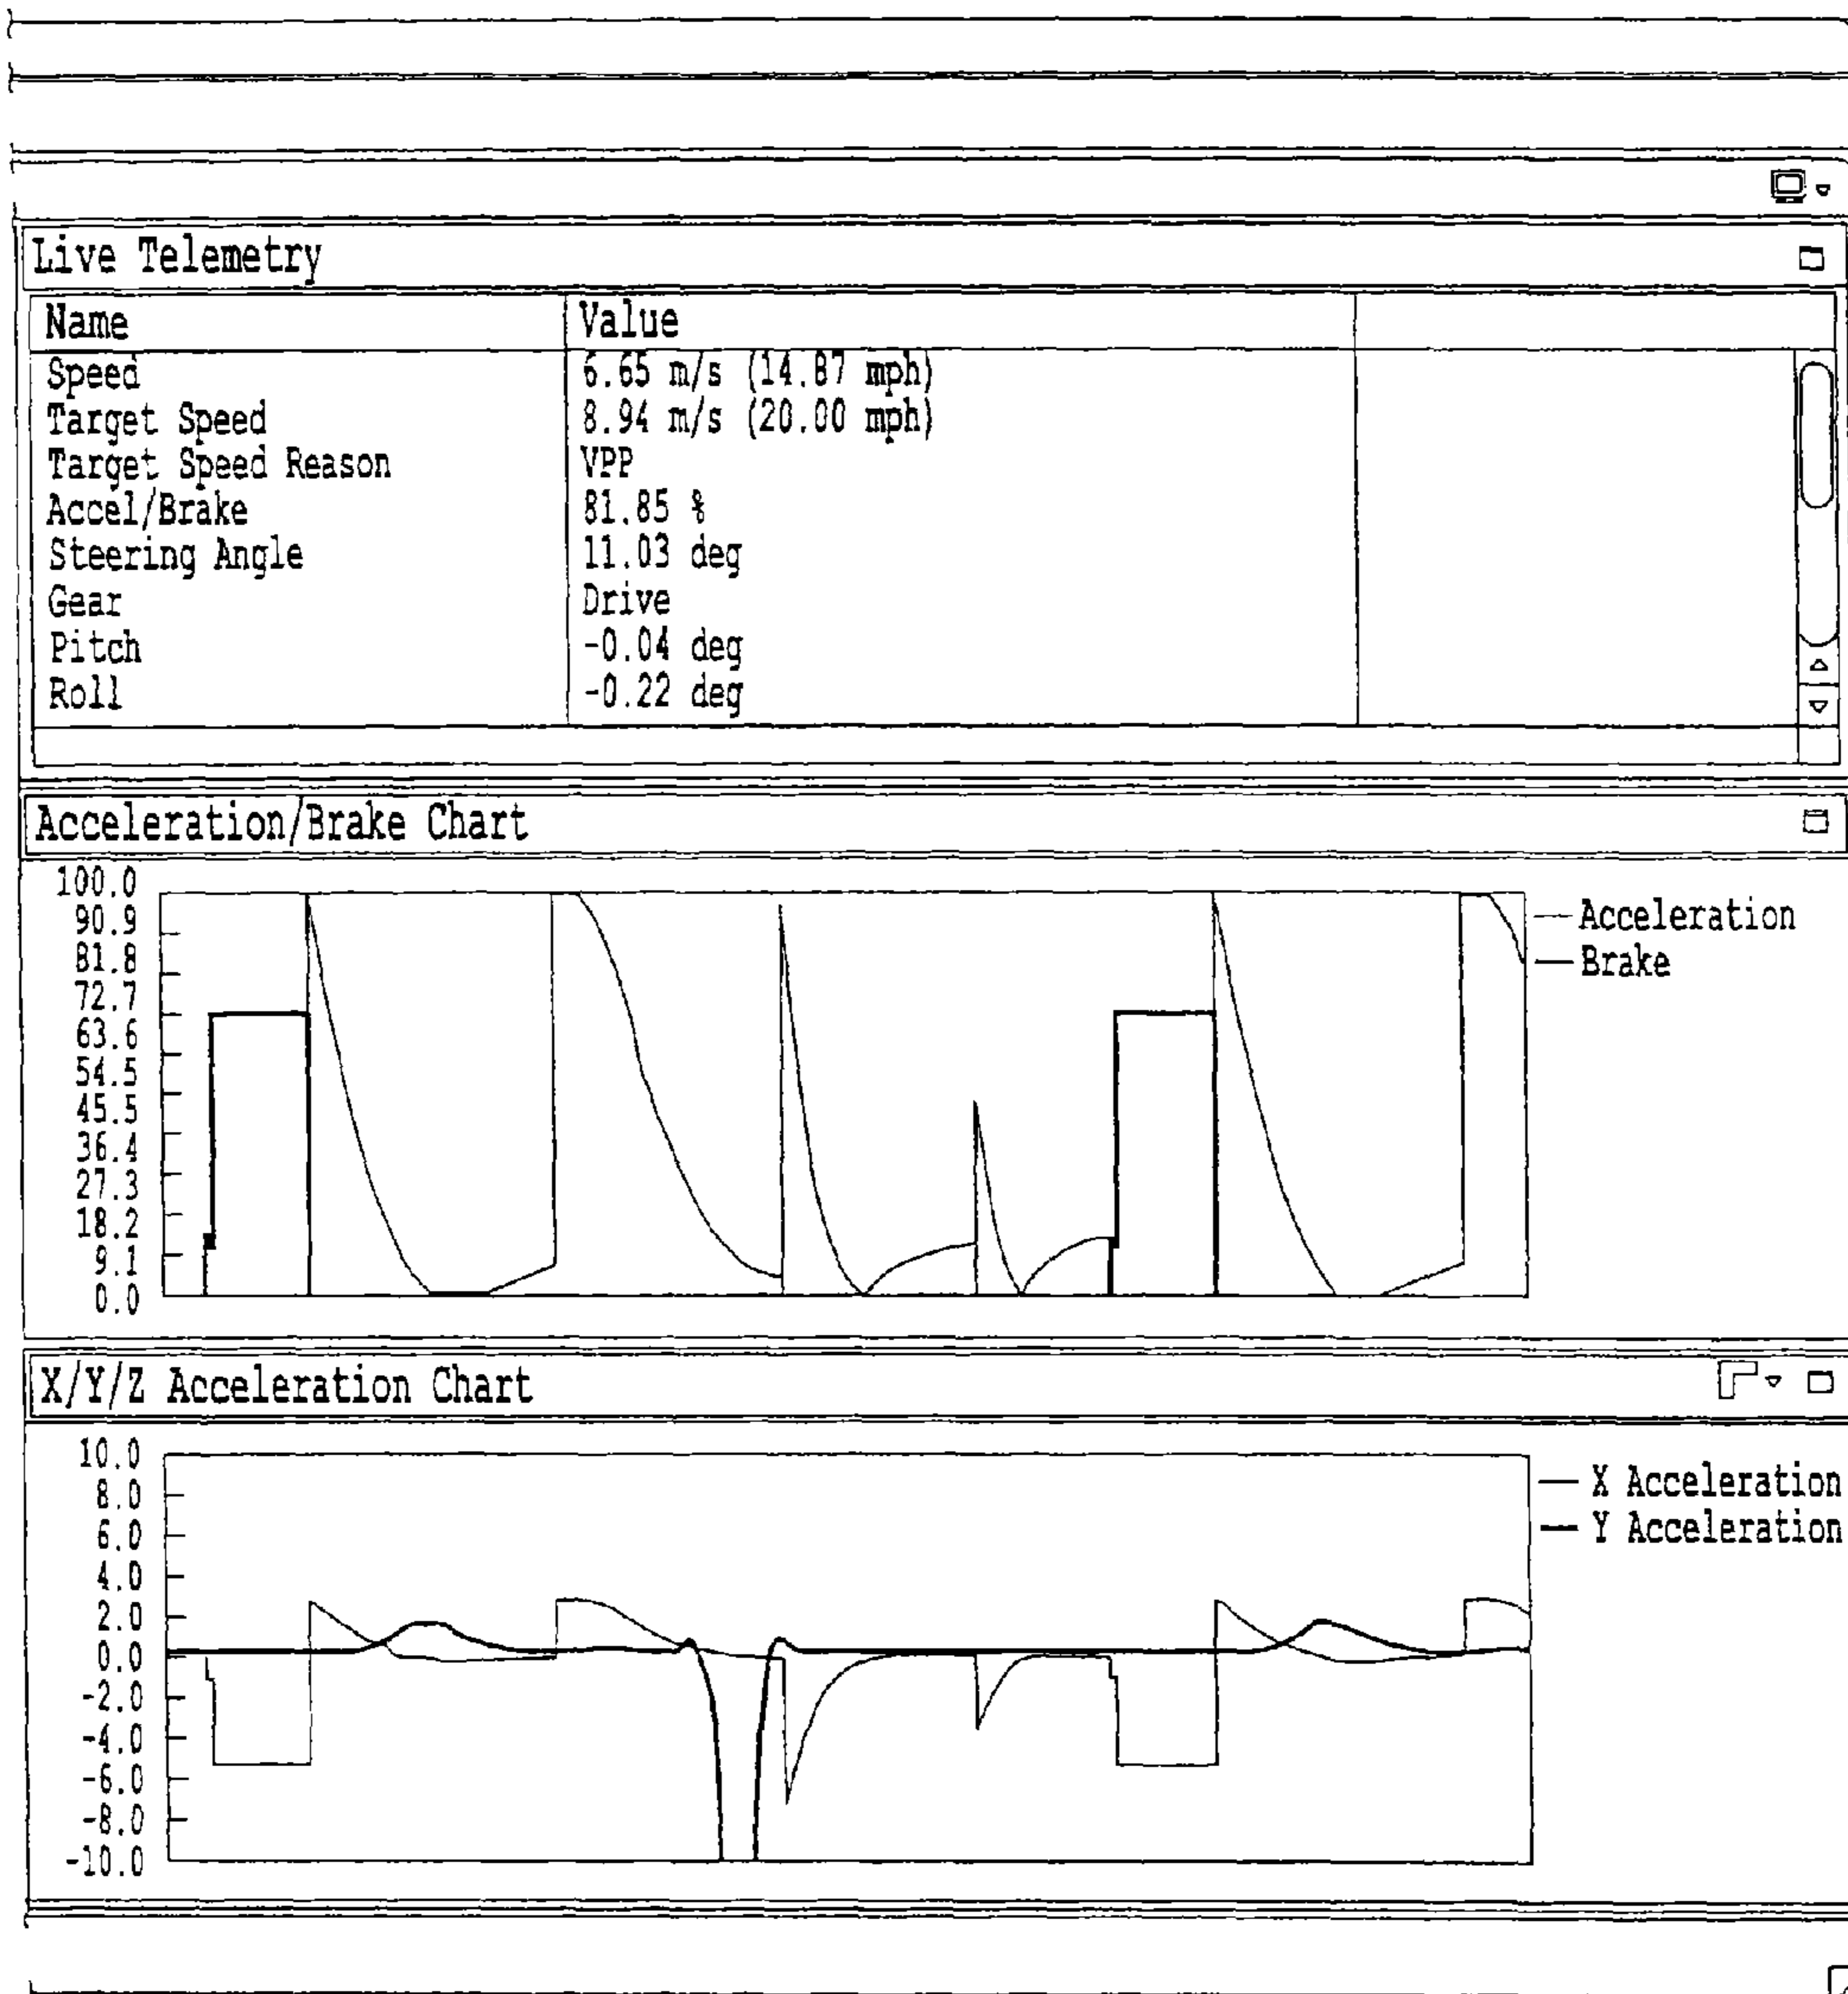 Live Telemetry
Name Value
Speed 6.65 m/s (14.87 mph)
Target Speed 8.94 m/s (20.00 mph)
Target Speed Reason VPP
Accel/Brake 81.85 %
Steering Angle 11.03 deg
Gear Drive
Pitch -0.04 deg
Roll -0.22 deg
Acceleration/Brake Chart
100.0
90.9
81.8
72.7
63.6
54.5
45.5
36.4
27.3
18.2
9.1
0.0
Acceleration
Brake
X/Y/Z Acceleration Chart
10.0
8.0
6.0
4.0
2.0
0.0
-2.0
-4.0
-6.0
-8.0
-10.0
X Acceleration
Y Acceleration